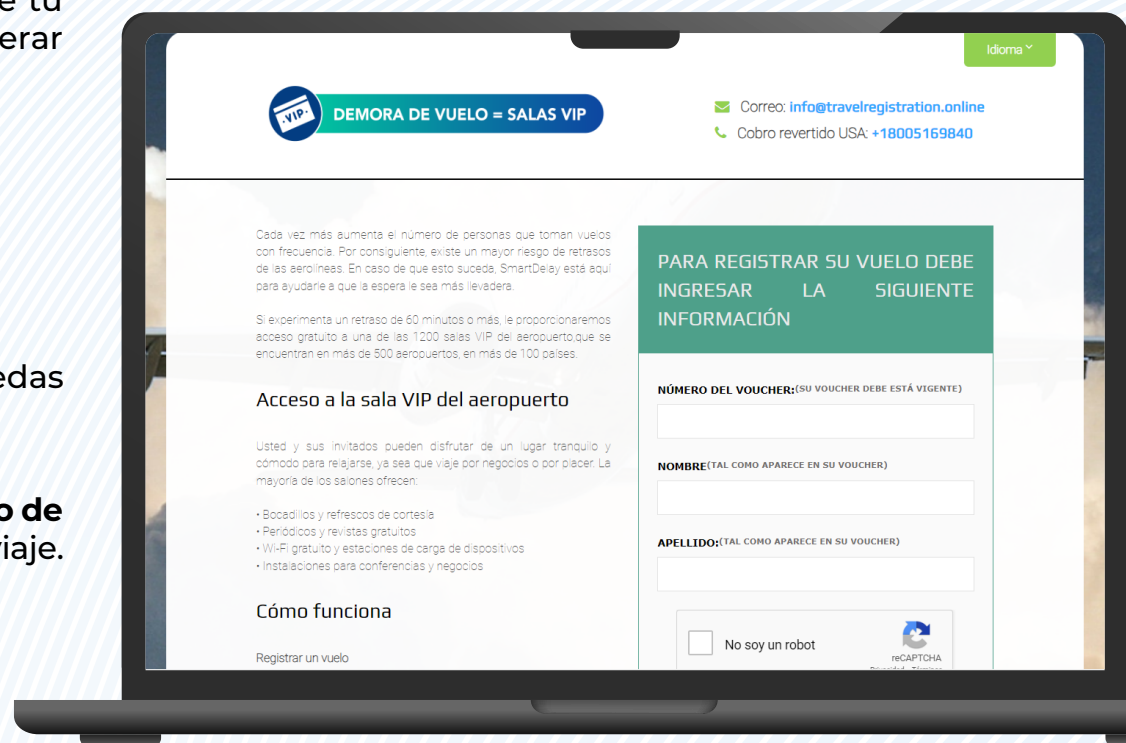 e tu
erar
edas
o de
viaje.
Idioma
VIP
DEMORA DE VUELO = SALAS VIP
Correo: info@travelregistration.online
Cobro revertido USA: +18005169840
Cada vez más aumenta el número de personas que toman vuelos
con frecuencia. Por consiguiente, existe un mayor riesgo de retrasos
de las aerolíneas. En caso de que esto suceda, SmartDelay está aquí
para ayudarle a que la espera le sea más llevadera.
Si experimenta un retraso de 60 minutos o más, le proporcionaremos
acceso gratuito a una de las 1200 salas VIP del aeropuerto,que se
encuentran en más de 500 aeropuertos, en más de 100 países.
Acceso a la sala VIP del aeropuerto
Usted y sus invitados pueden disfrutar de un lugar tranquilo y
cómodo para relajarse, ya sea que viaje por negocios o por placer. La
mayoría de los salones ofrecen:
• Bocadillos y refrescos de cortesía
• Periódicos y revistas gratuitos
• Wi-Fi gratuito y estaciones de carga de dispositivos
• Instalaciones para conferencias y negocios
Cómo funciona
Registrar un vuelo
PARA REGISTRAR SU VUELO DEBE
INGRESAR LA SIGUIENTE
INFORMACIÓN
NÚMERO DEL VOUCHER:(SU VOUCHER DEBE ESTÁ VIGENTE)
NOMBRE(TAL COMO APARECE EN SU VOUCHER)
APELLIDO:(TAL COMO APARECE EN SU VOUCHER)
No soy un robot
reCAPTCHA